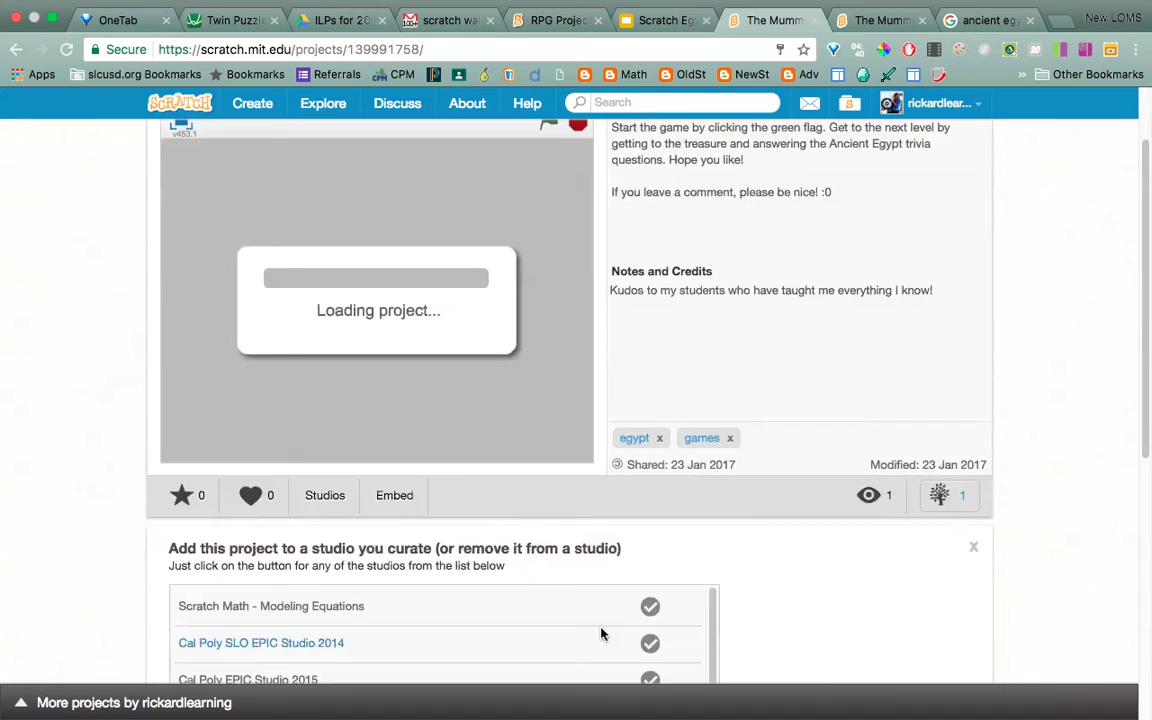 OneTab
Twin Puzzle
ILPs for 20
scratch wal
RPG Projec
Scratch Eg
The Mumm
The Mumm
ancient egy
New LOMS
Secure
https://scratch.mit.edu/projects/139991758/
Apps
slcusd.org Bookmarks
Bookmarks
Referrals
CPM
Math
OldSt
NewSt
Adv
»
Other Bookmarks
SCRATCH
Create
Explore
Discuss
About
Help
Search
rickardlear...
v453.1
Start the game by clicking the green flag. Get to the next level by
getting to the treasure and answering the Ancient Egypt trivia
questions. Hope you like!
If you leave a comment, please be nice! :0
Loading project...
Notes and Credits
Kudos to my students who have taught me everything I know!
egypt x
games x
Shared: 23 Jan 2017
Modified: 23 Jan 2017
0
0
Studios
Embed
1
1
Add this project to a studio you curate (or remove it from a studio)
x
Just click on the button for any of the studios from the list below
Scratch Math - Modeling Equations
Cal Poly SLO EPIC Studio 2014
Cal Poly EPIC Studio 2015
More projects by rickardlearning